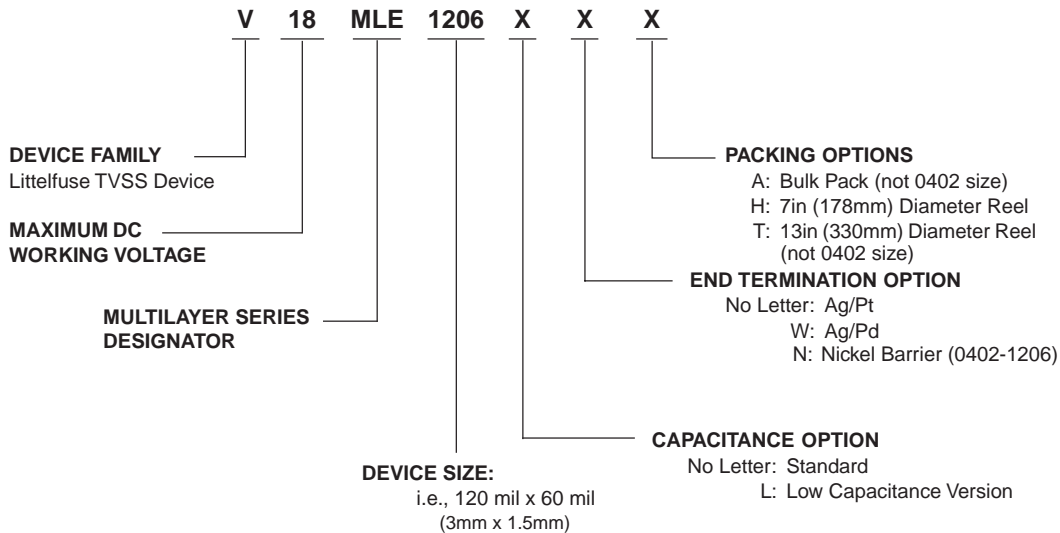 V 18 MLE 1206 X X X
DEVICE FAMILY
Littelfuse TVSS Device
MAXIMUM DC
WORKING VOLTAGE
MULTILAYER SERIES
DESIGNATOR
DEVICE SIZE:
i.e., 120 mil x 60 mil
(3mm x 1.5mm)
PACKING OPTIONS
A: Bulk Pack (not 0402 size)
H: 7in (178mm) Diameter Reel
T: 13in (330mm) Diameter Reel
(not 0402 size)
END TERMINATION OPTION
No Letter: Ag/Pt
W: Ag/Pd
N: Nickel Barrier (0402-1206)
CAPACITANCE OPTION
No Letter: Standard
L: Low Capacitance Version